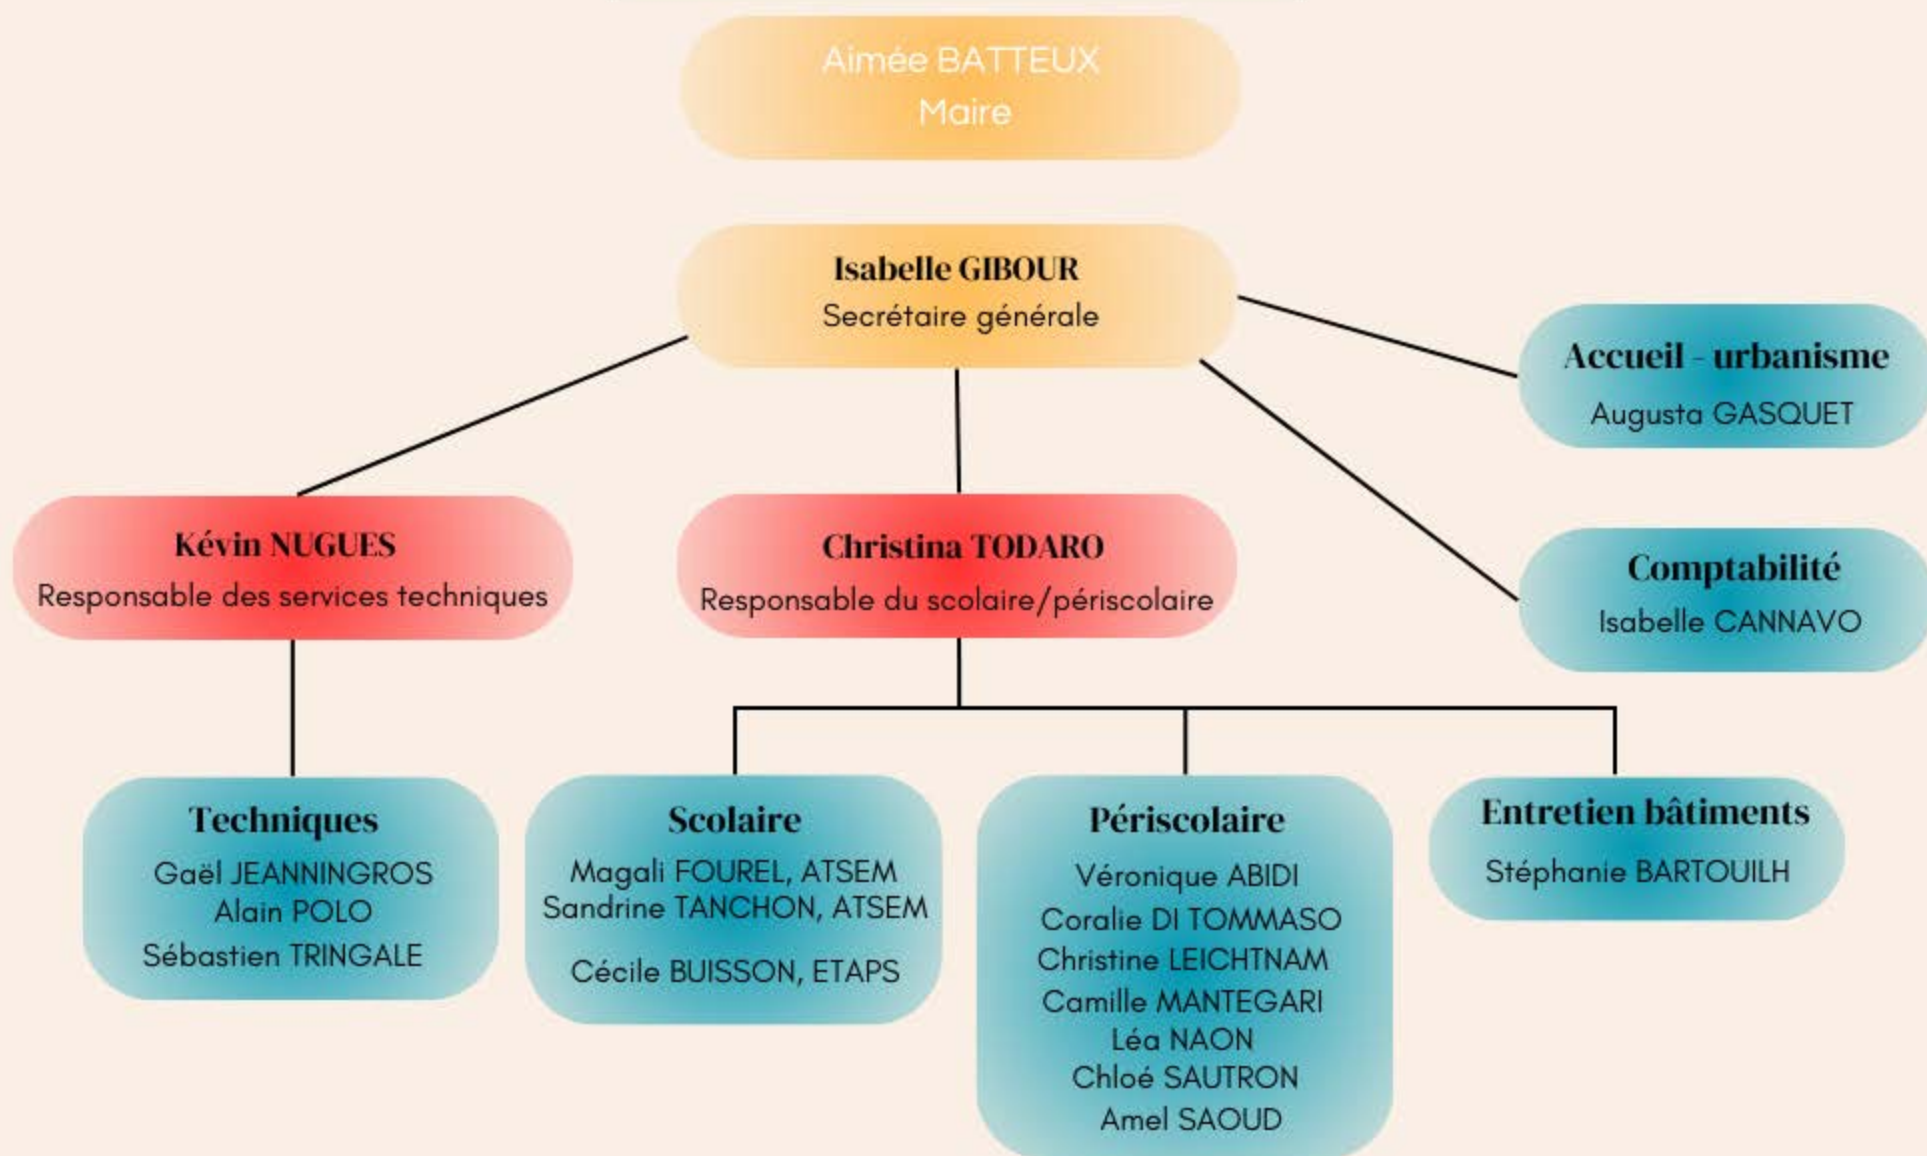 Aimée BATTEUX
Maire
Isabelle GIBOUR
Secrétaire générale
Accueil - urbanisme
Augusta GASQUET
Comptabilité
Isabelle CANNAVO
Kévin NUGUES
Responsable des services techniques
Christina TODARO
Responsable du scolaire/périscolaire
Techniques
Gaël JEANNINGROS
Alain POLO
Sébastien TRINGALE
Scolaire
Magali FOUREL, ATSEM
Sandrine TANCHON, ATSEM
Cécile BUISSON, ETAPS
Périscolaire
Véronique ABIDI
Coralie DI TOMMASO
Christine LEICHTNAM
Camille MANTEGARI
Léa NAON
Chloé SAUTRON
Amel SAOUD
Entretien bâtiments
Stéphanie BARTOUILH